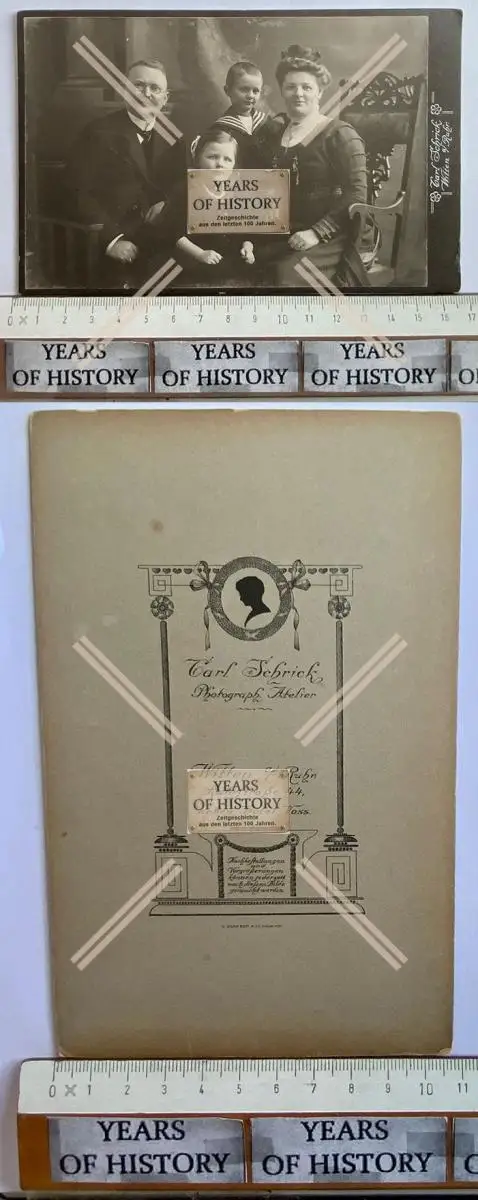 Carl Schrick
Witten a/ Ruhr
YEARS
OF HISTORY
Zeitgeschichte
aus den letzten 100 Jahren.
0 1 2 3 4 5 6 7 8 9 10 11 12 13 14 15 16 17
YEARS
OF HISTORY
YEARS
OF HISTORY
YEARS
OF HISTORY
Carl Schrick
Photograph. Atelier
Witten a/ Ruhr
44,
Voss.
YEARS
OF HISTORY
Zeitgeschichte
aus den letzten 100 Jahren.
Nachbestellungen
und
Vergrößerungen
können jederzeit
nach diesem Bilde
gemacht werden
0 1 2 3 4 5 6 7 8 9 10 11
YEARS
OF HISTORY
YEARS
OF HISTORY